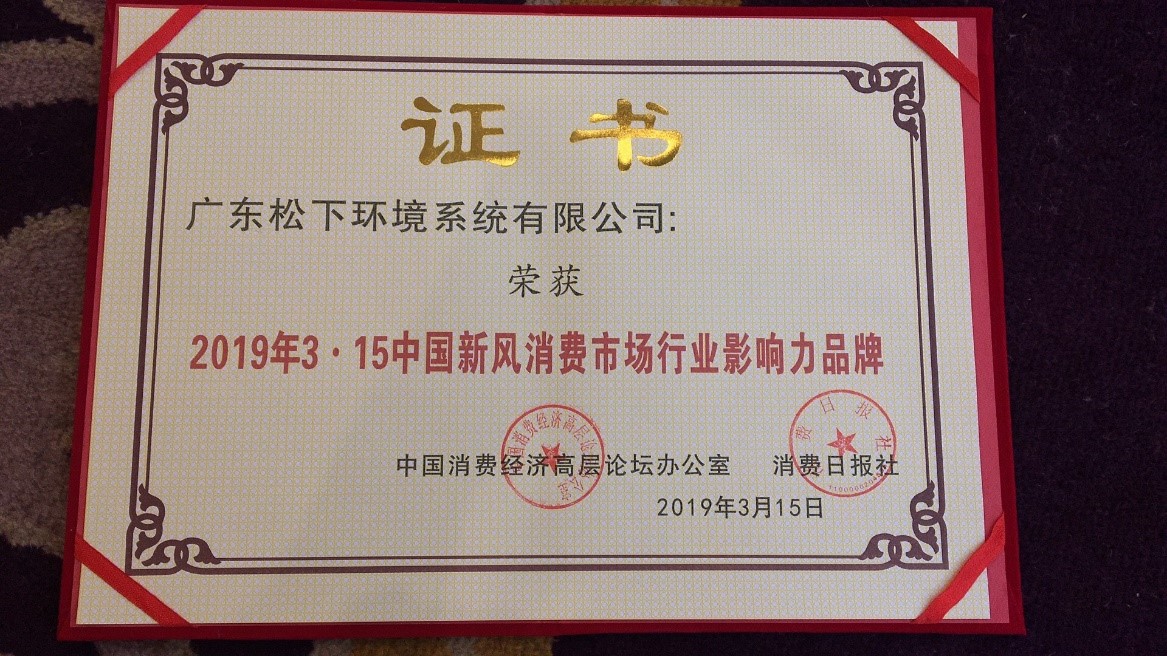 证书
广东松下环境系统有限公司:
荣获
2019年3·15中国新风消费市场行业影响力品牌
中国消费经济高层论坛办公室 消费日报社
2019年3月15日